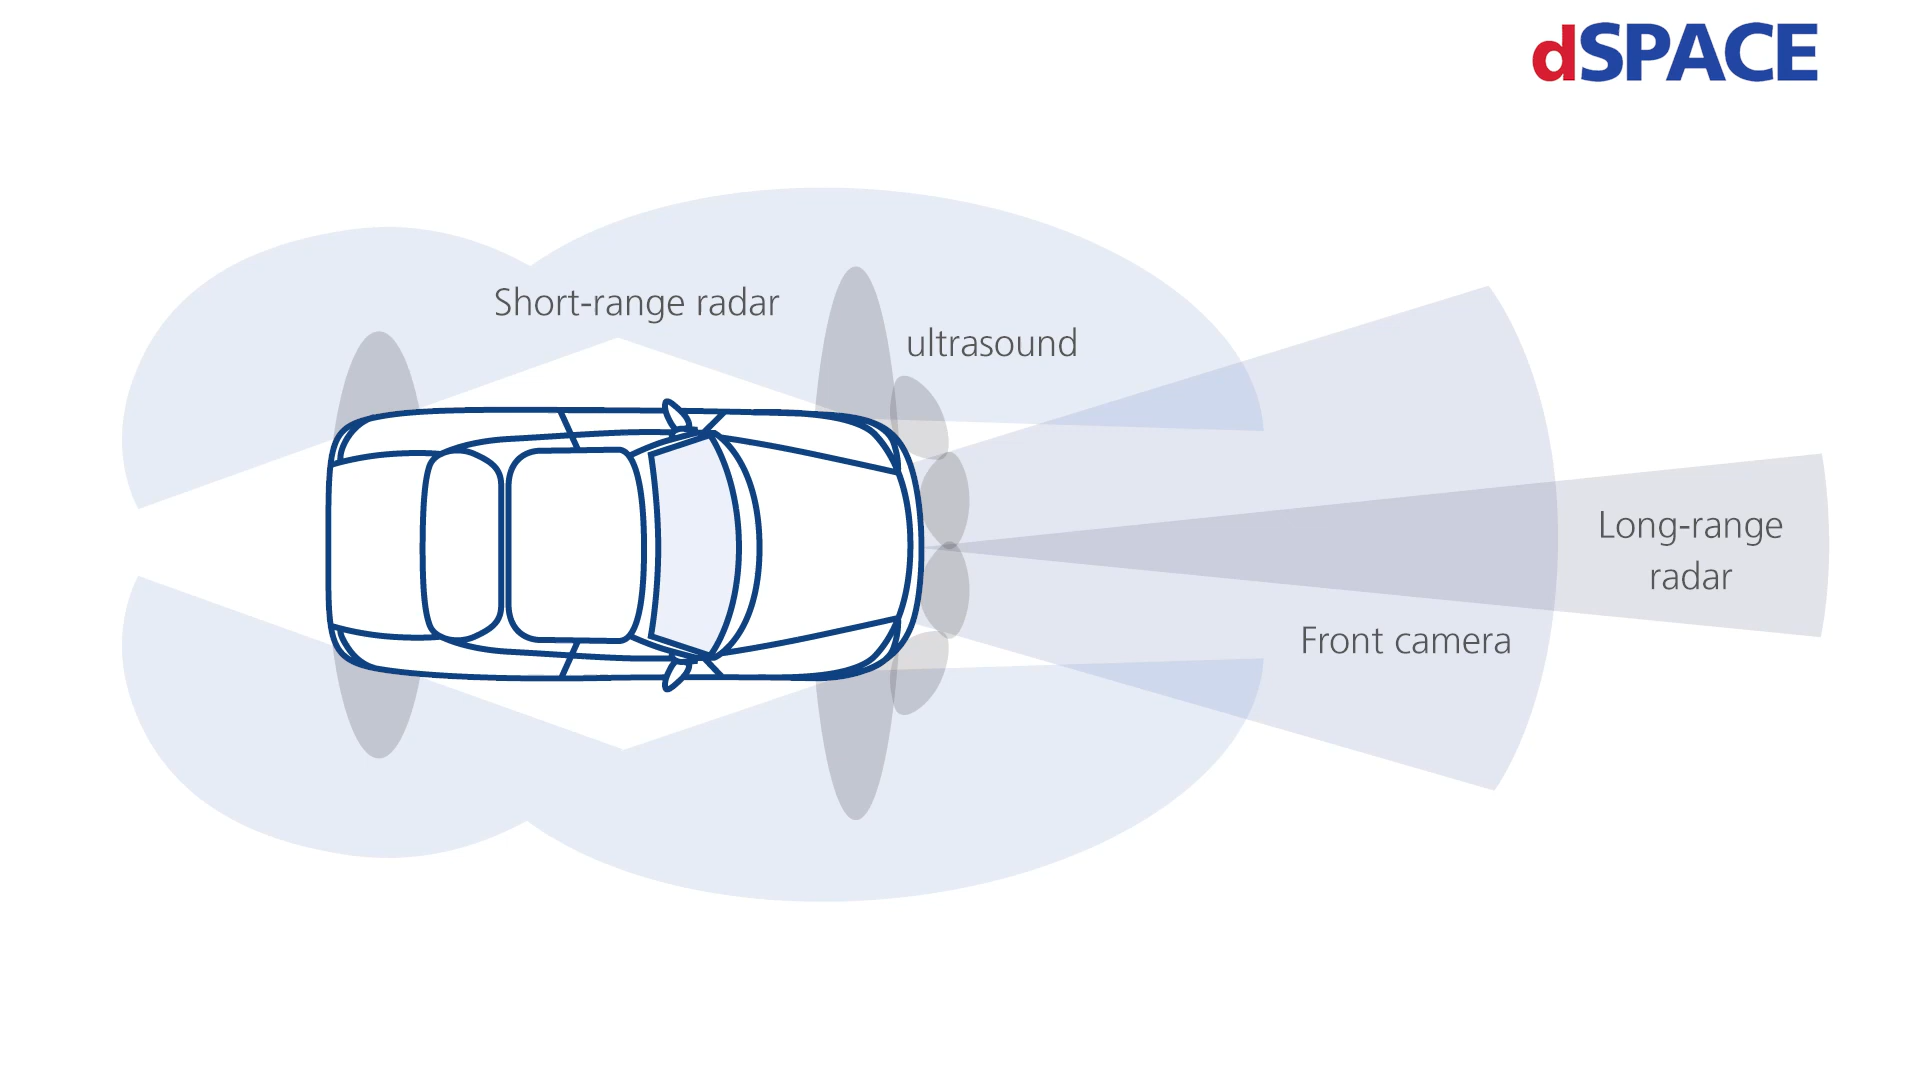 dSPACE
Short-range radar
ultrasound
Long-range
radar
Front camera